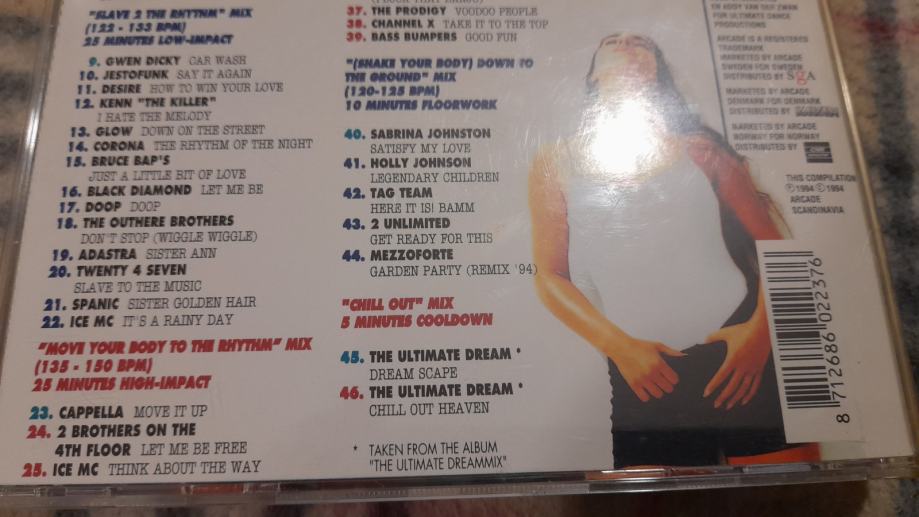 "SLAVE 2 THE RHYTHM" MIX
(122 - 133 BPM)
25 MINUTES LOW-IMPACT
9. GWEN DICKY CAR WASH
10. JESTOFUNK SAY IT AGAIN
11. DESIRE HOW TO WIN YOUR LOVE
12. KENN "THE KILLER"
I HATE THE MELODY
13. GLOW DOWN ON THE STREET
14. CORONA THE RHYTHM OF THE NIGHT
15. BRUCE BAP'S
JUST A LITTLE BIT OF LOVE
16. BLACK DIAMOND LET ME BE
17. DOOP DOOP
18. THE OUTHERE BROTHERS
DON'T STOP (WIGGLE WIGGLE)
19. ADASTRA SISTER ANN
20. TWENTY 4 SEVEN
SLAVE TO THE MUSIC
21. SPANIC SISTER GOLDEN HAIR
22. ICE MC IT'S A RAINY DAY
"MOVE YOUR BODY TO THE RHYTHM" MIX
(135 - 150 BPM)
25 MINUTES HIGH-IMPACT
23. CAPPELLA MOVE IT UP
24. 2 BROTHERS ON THE
4TH FLOOR LET ME BE FREE
25. ICE MC THINK ABOUT THE WAY
37. THE PRODIGY VOODOO PEOPLE
38. CHANNEL X TAKE IT TO THE TOP
39. BASS BUMPERS GOOD FUN
"(SHAKE YOUR BODY) DOWN TO
THE GROUND" MIX
(120-125 BPM)
10 MINUTES FLOORWORK
40. SABRINA JOHNSTON
SATISFY MY LOVE
41. HOLLY JOHNSON
LEGENDARY CHILDREN
42. TAG TEAM
HERE IT IS! BAMM
43. 2 UNLIMITED
GET READY FOR THIS
44. MEZZOFORTE
GARDEN PARTY (REMIX '94)
"CHILL OUT" MIX
5 MINUTES COOLDOWN
45. THE ULTIMATE DREAM *
DREAM SCAPE
46. THE ULTIMATE DREAM *
CHILL OUT HEAVEN
* TAKEN FROM THE ALBUM
"THE ULTIMATE DREAMMIX"
EN ADDY VAN DER ZWAN
FOR ULTIMATE DANCE
PRODUCTIONS
ARCADE IS A REGISTERED
TRADEMARK
MARKETED BY ARCADE
SWEDEN FOR SWEDEN
DISTRIBUTED BY SGA
MARKETED BY ARCADE
DENMARK FOR DENMARK
DISTRIBUTED BY
MARKETED BY ARCADE
NORWAY FOR NORWAY
DISTRIBUTED BY
THIS COMPILATION
Ⓟ 1994 © 1994
ARCADE
SCANDINAVIA
8 712686 022376